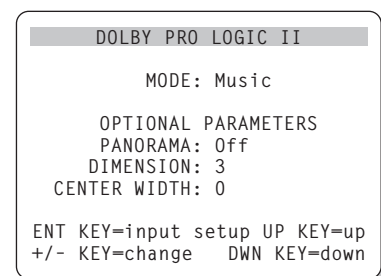 DOLBY PRO LOGIC II
MODE: Music
OPTIONAL PARAMETERS
PANORAMA: Off
DIMENSION: 3
CENTER WIDTH: 0
ENT KEY=input setup UP KEY=up
+/- KEY=change DWN KEY=down